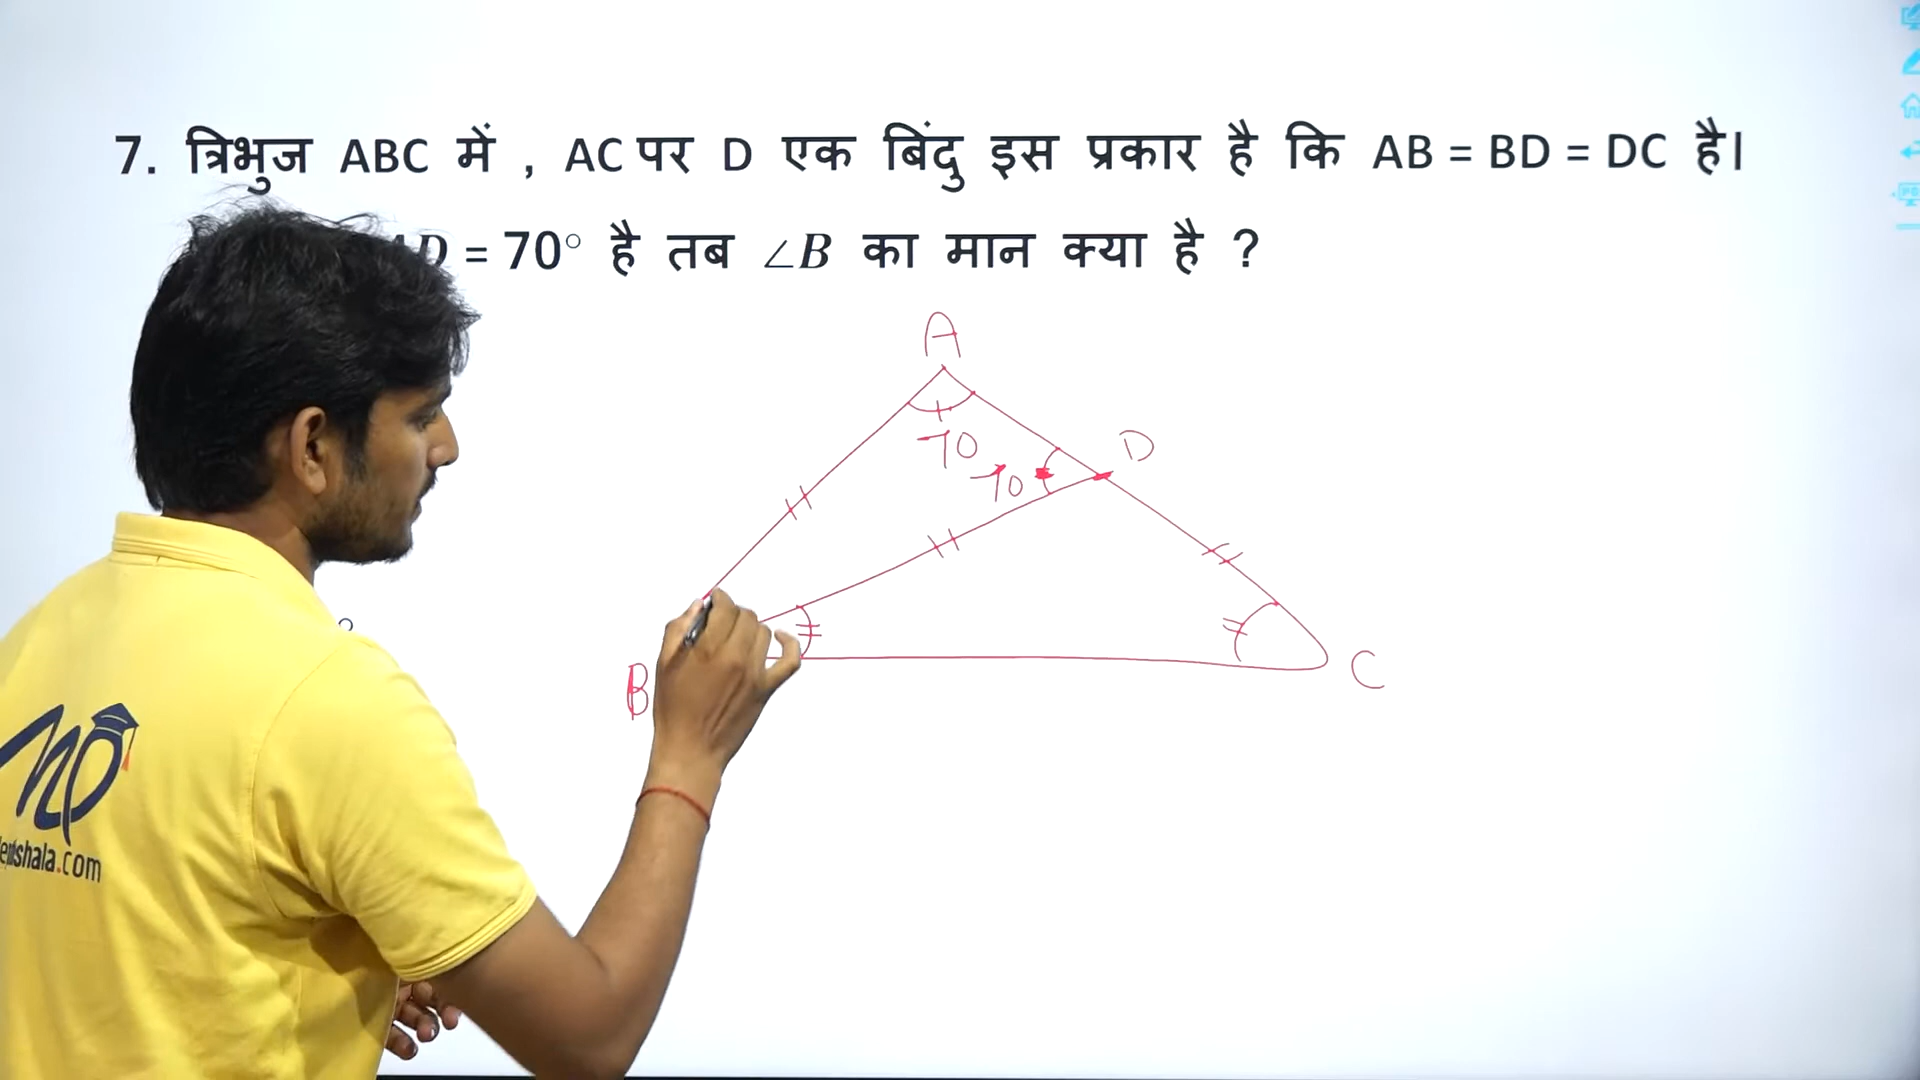 7. त्रिभुज ABC में , AC पर D एक बिंदु इस प्रकार है कि AB = BD = DC है।
= 70° है तब ∠B का मान क्या है ?
A
D
70
70
B
C
shala.com